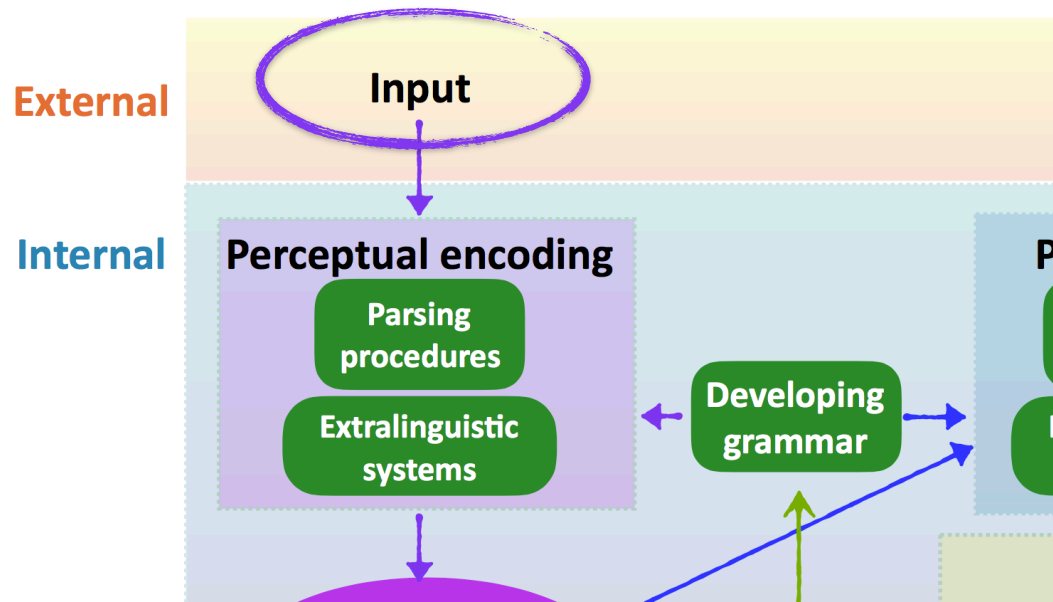 Input
External
Internal
Perceptual encoding
Parsing
procedures
Extralinguistic
systems
Developing
grammar
P